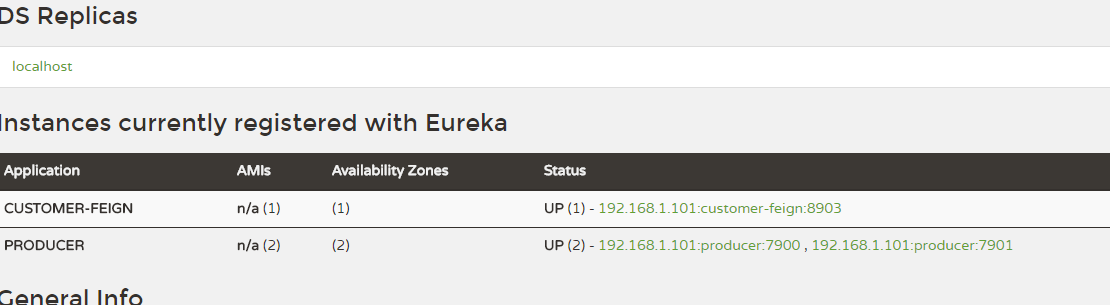 DS Replicas
localhost
Instances currently registered with Eureka
Application AMIs Availability Zones Status
CUSTOMER-FEIGN n/a (1) (1) UP (1) - 192.168.1.101:customer-feign:8903
PRODUCER n/a (2) (2) UP (2) - 192.168.1.101:producer:7900 , 192.168.1.101:producer:7901
General Info